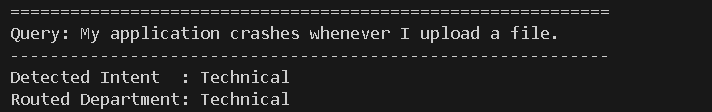 ============================================================
Query: My application crashes whenever I upload a file.
------------------------------------------------------------
Detected Intent  : Technical
Routed Department: Technical